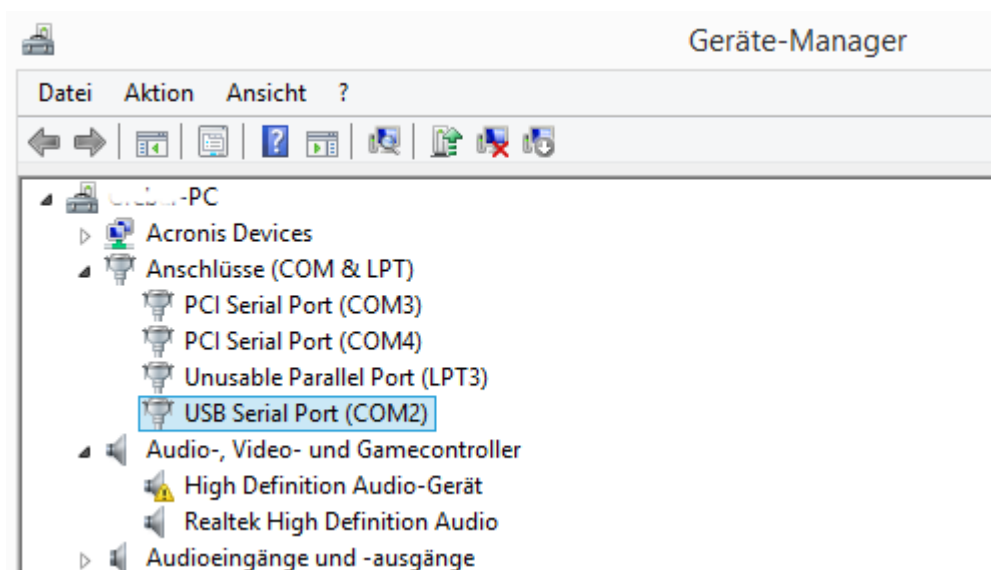 Geräte-Manager
Datei Aktion Ansicht ?
-PC
Acronis Devices
Anschlüsse (COM & LPT)
PCI Serial Port (COM3)
PCI Serial Port (COM4)
Unusable Parallel Port (LPT3)
USB Serial Port (COM2)
Audio-, Video- und Gamecontroller
High Definition Audio-Gerät
Realtek High Definition Audio
Audioeingänge und -ausgänge